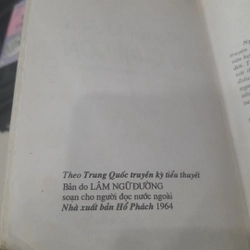 Theo Trung Quốc truyền kỳ tiểu thuyết
Bản do LÂM NGỮ ĐƯỜNG
soạn cho người đọc nước ngoài
Nhà xuất bản Hổ Phách 1964